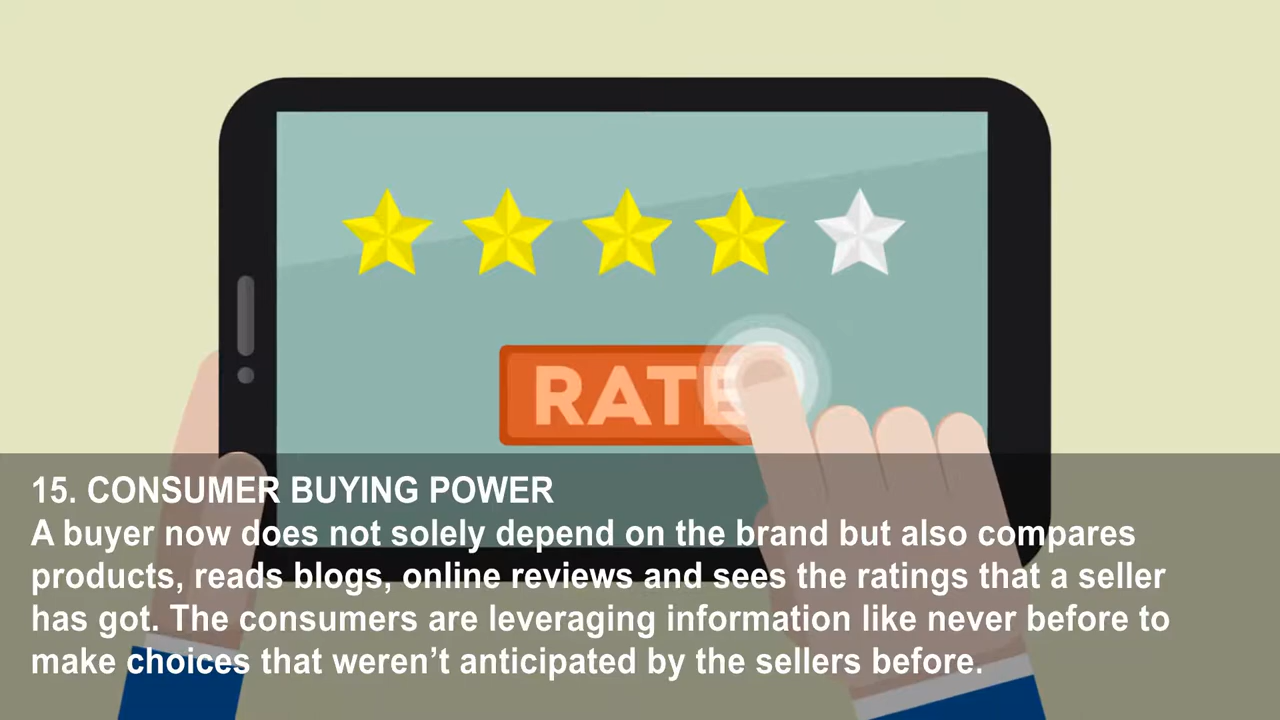 RATE
15. CONSUMER BUYING POWER
A buyer now does not solely depend on the brand but also compares
products, reads blogs, online reviews and sees the ratings that a seller
has got. The consumers are leveraging information like never before to
make choices that weren’t anticipated by the sellers before.